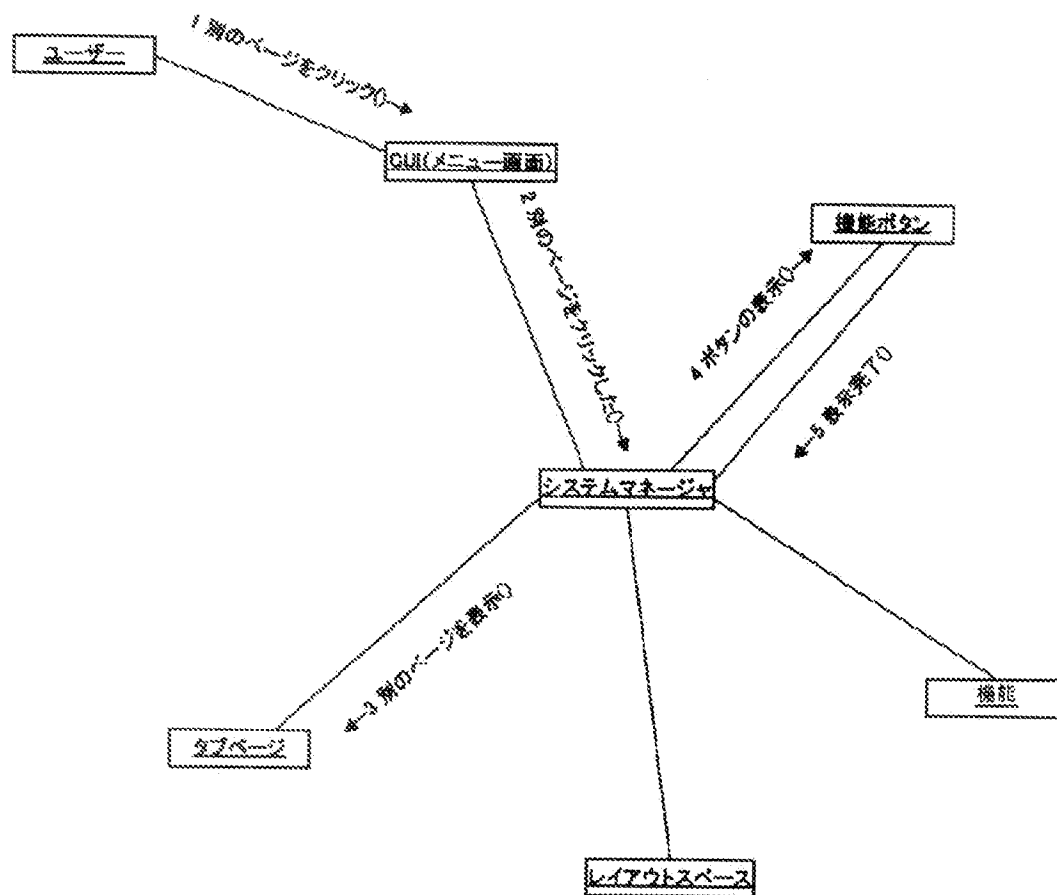 ユーザー
1 別のページをクリック()→
GUI(メニュー画面)
2 別のページをクリックした()→
機能ボタン
4 ボタンの表示()→
←5 表示完了()
システムマネージャ
←3 別のページを表示()
機能
タブページ
レイアウトスペース